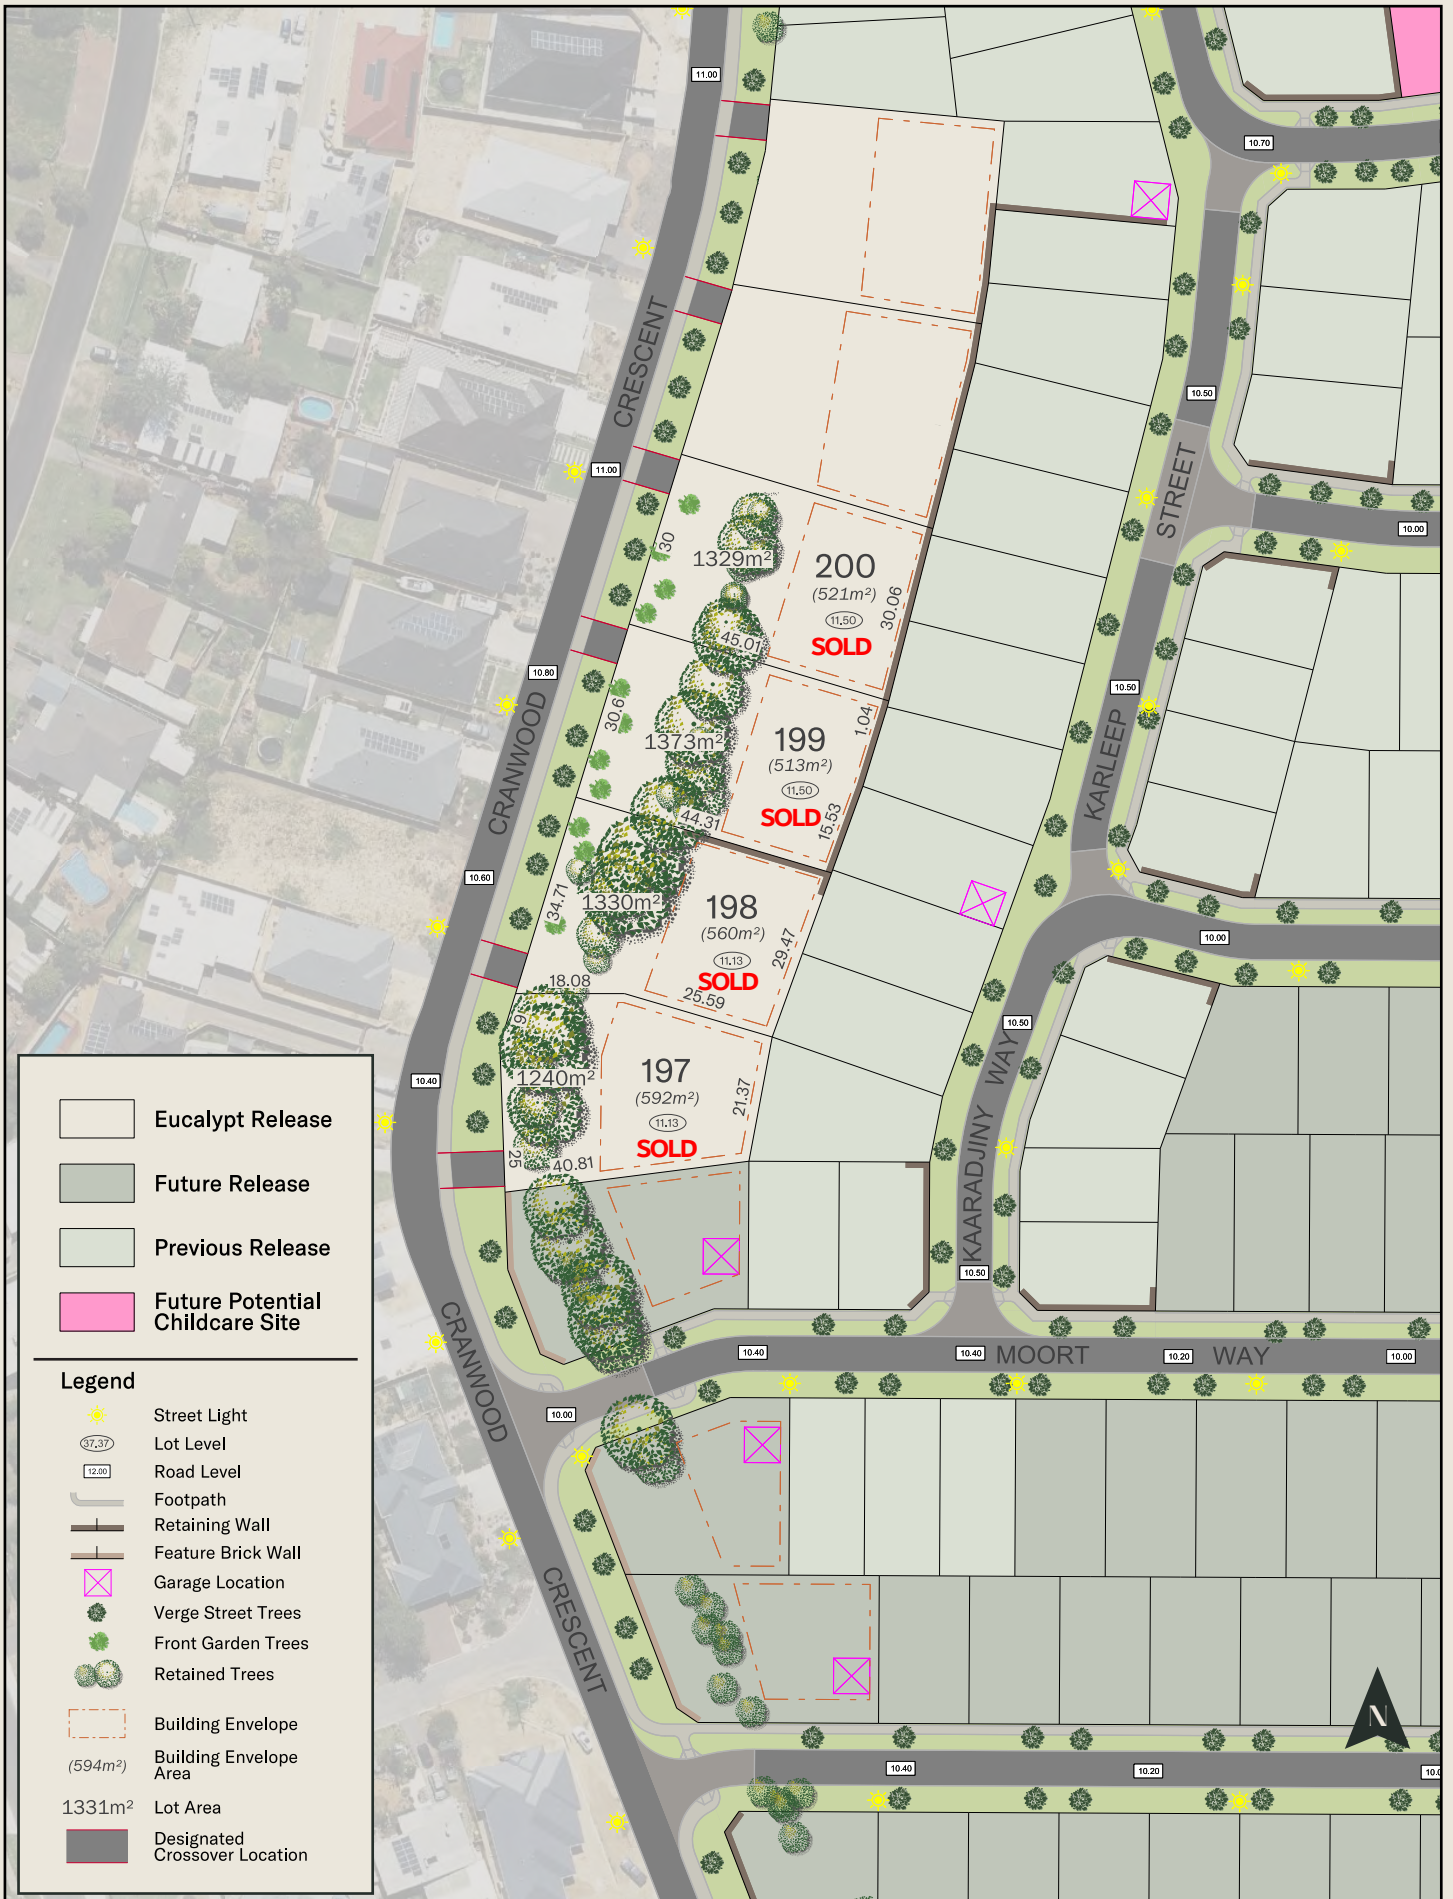 11.00
10.70
CRESCENT
10.50
11.00
STREET
10.00
30
1329m²
200
(521m²)
11.50
SOLD
30.06
45.01
10.80
CRANWOOD
30.6
1373m²
199
(513m²)
11.50
SOLD
1.04
15.53
44.31
10.50
KARLEEP
10.60
34.71
1330m²
198
(560m²)
11.13
SOLD
29.47
25.59
18.08
10.00
10.50
9
1240m²
197
(592m²)
11.13
SOLD
21.37
25
40.81
10.40
KAARADJINY WAY
10.50
Eucalypt Release
Future Release
Previous Release
Future Potential
Childcare Site
Legend
Street Light
37.37
Lot Level
12.00
Road Level
Footpath
Retaining Wall
Feature Brick Wall
Garage Location
Verge Street Trees
Front Garden Trees
Retained Trees
Building Envelope
(594m²)
Building Envelope
Area
1331m²
Lot Area
Designated
Crossover Location
CRANWOOD
10.40
10.40
MOORT
10.20
WAY
10.00
10.00
CRESCENT
N
10.40
10.20